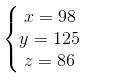 x = 98
y = 125
z = 86